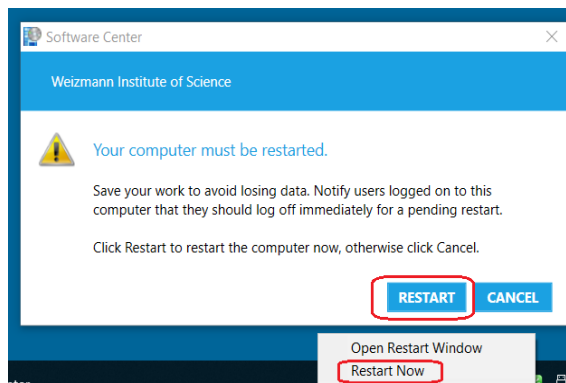 Software Center
Weizmann Institute of Science
Your computer must be restarted.
Save your work to avoid losing data. Notify users logged on to this
computer that they should log off immediately for a pending restart.
Click Restart to restart the computer now, otherwise click Cancel.
RESTART CANCEL
Open Restart Window
Restart Now